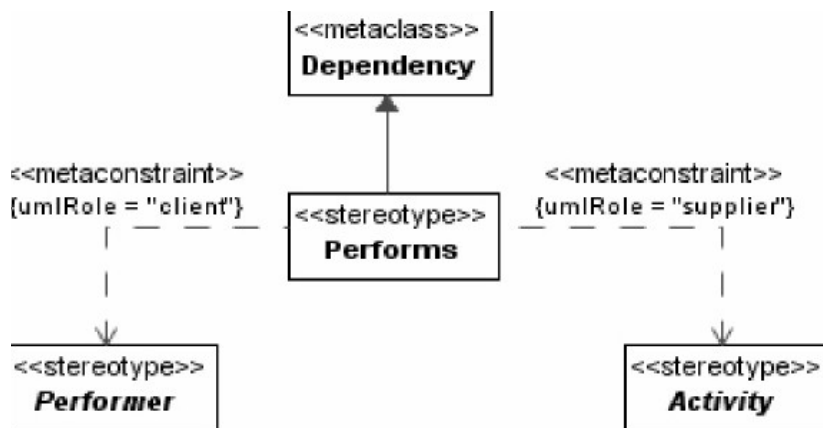 <<metaclass>>
Dependency
<<metaconstraint>>
{umlRole = "client"}
<<metaconstraint>>
{umlRole = "supplier"}
<<stereotype>>
Performs
<<stereotype>>
Performer
<<stereotype>>
Activity